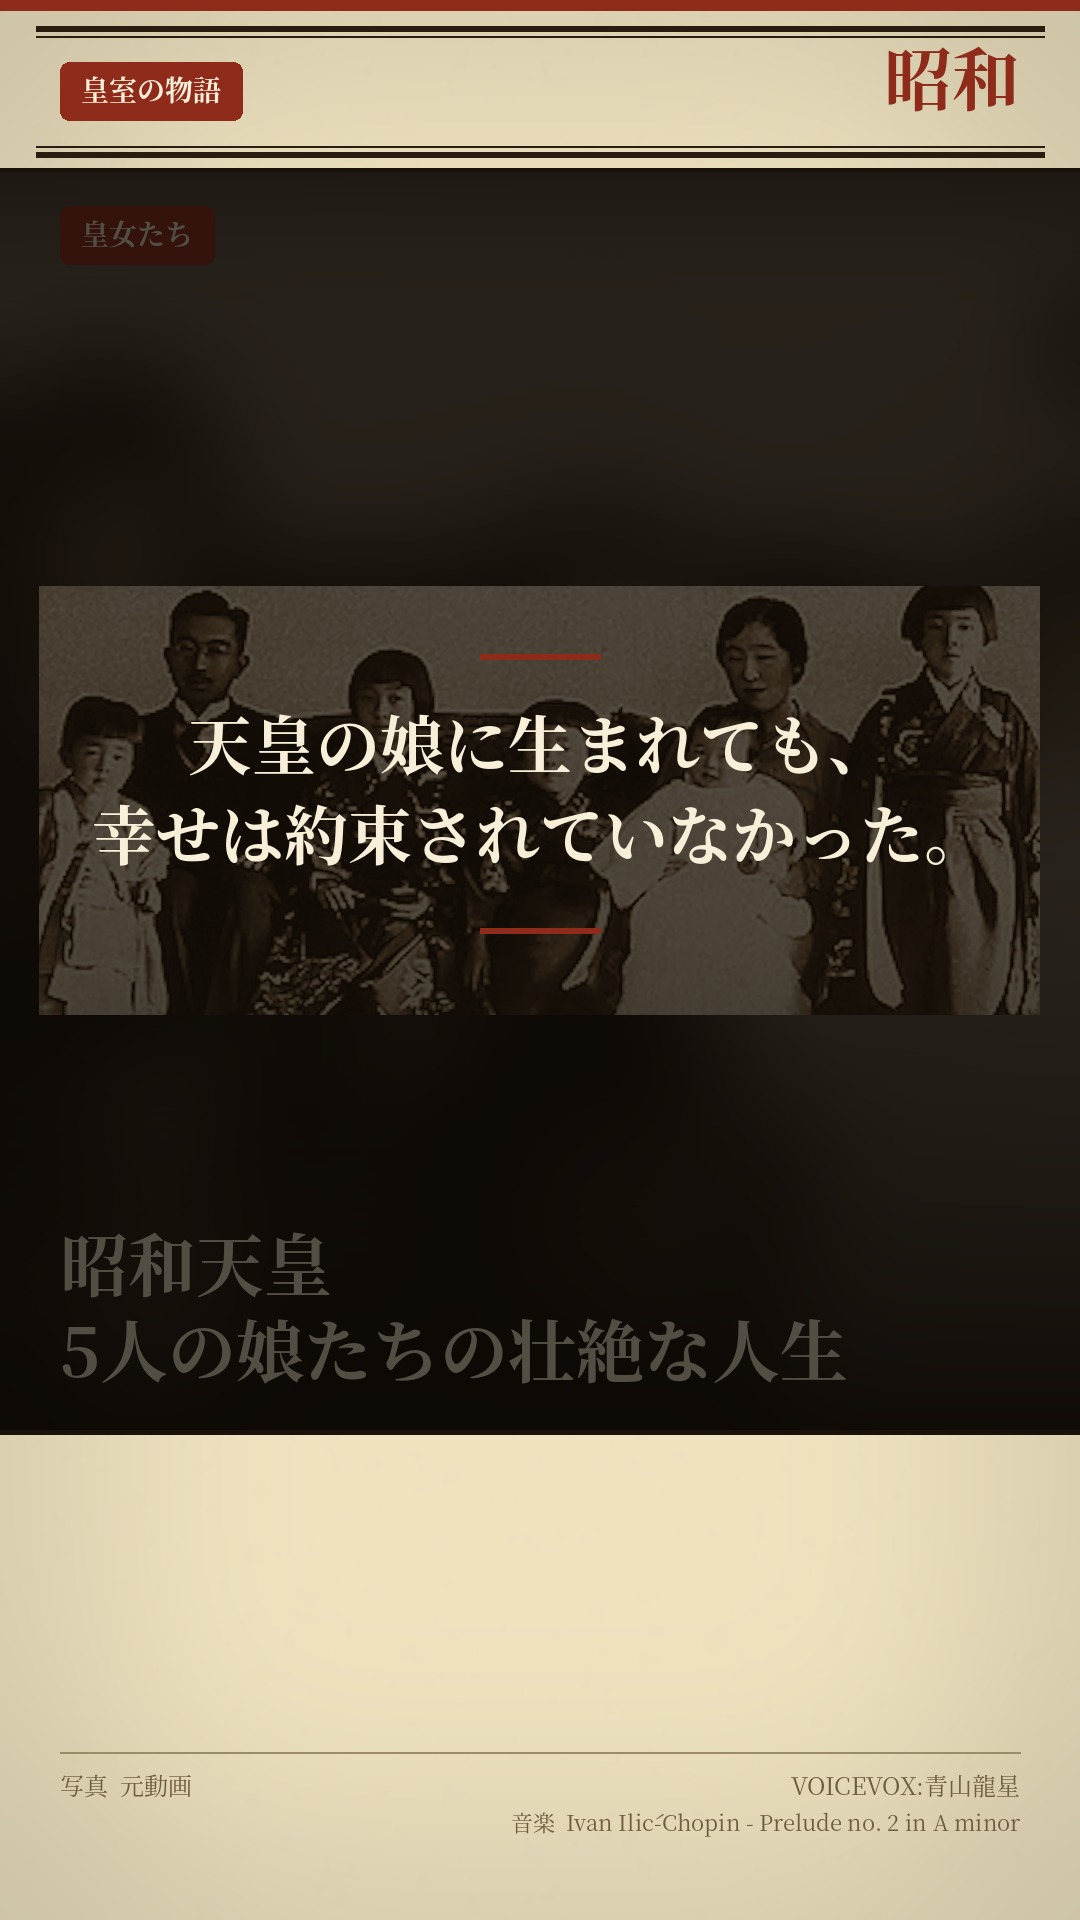 皇室の物語
昭和
皇女たち
天皇の娘に生まれても、
幸せは約束されていなかった。
昭和天皇
5人の娘たちの壮絶な人生
写真 元動画
VOICEVOX:青山龍星
音楽 Ivan Ilić-Chopin - Prelude no. 2 in A minor